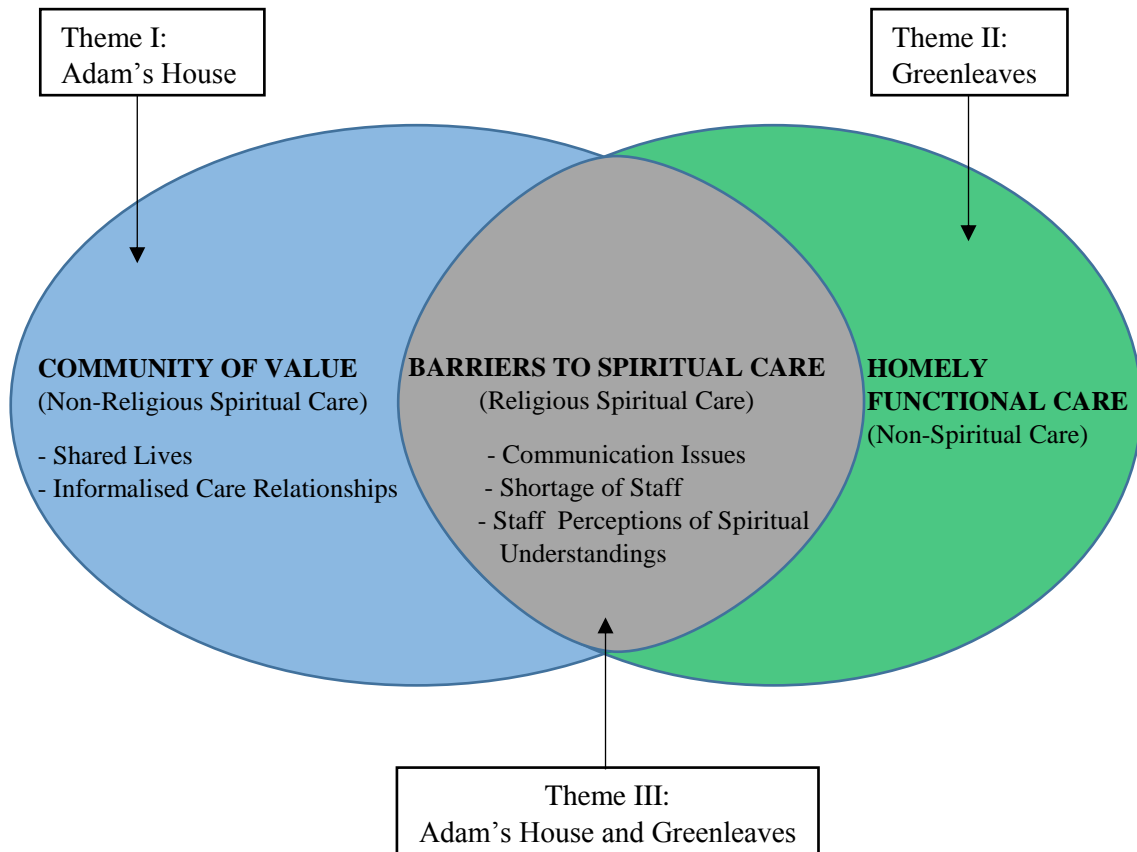 Theme I:
Adam’s House
Theme II:
Greenleaves
COMMUNITY OF VALUE
(Non-Religious Spiritual Care)
- Shared Lives
- Informalised Care Relationships
BARRIERS TO SPIRITUAL CARE
(Religious Spiritual Care)
- Communication Issues
- Shortage of Staff
- Staff Perceptions of Spiritual
Understandings
HOMELY
FUNCTIONAL CARE
(Non-Spiritual Care)
Theme III:
Adam’s House and Greenleaves